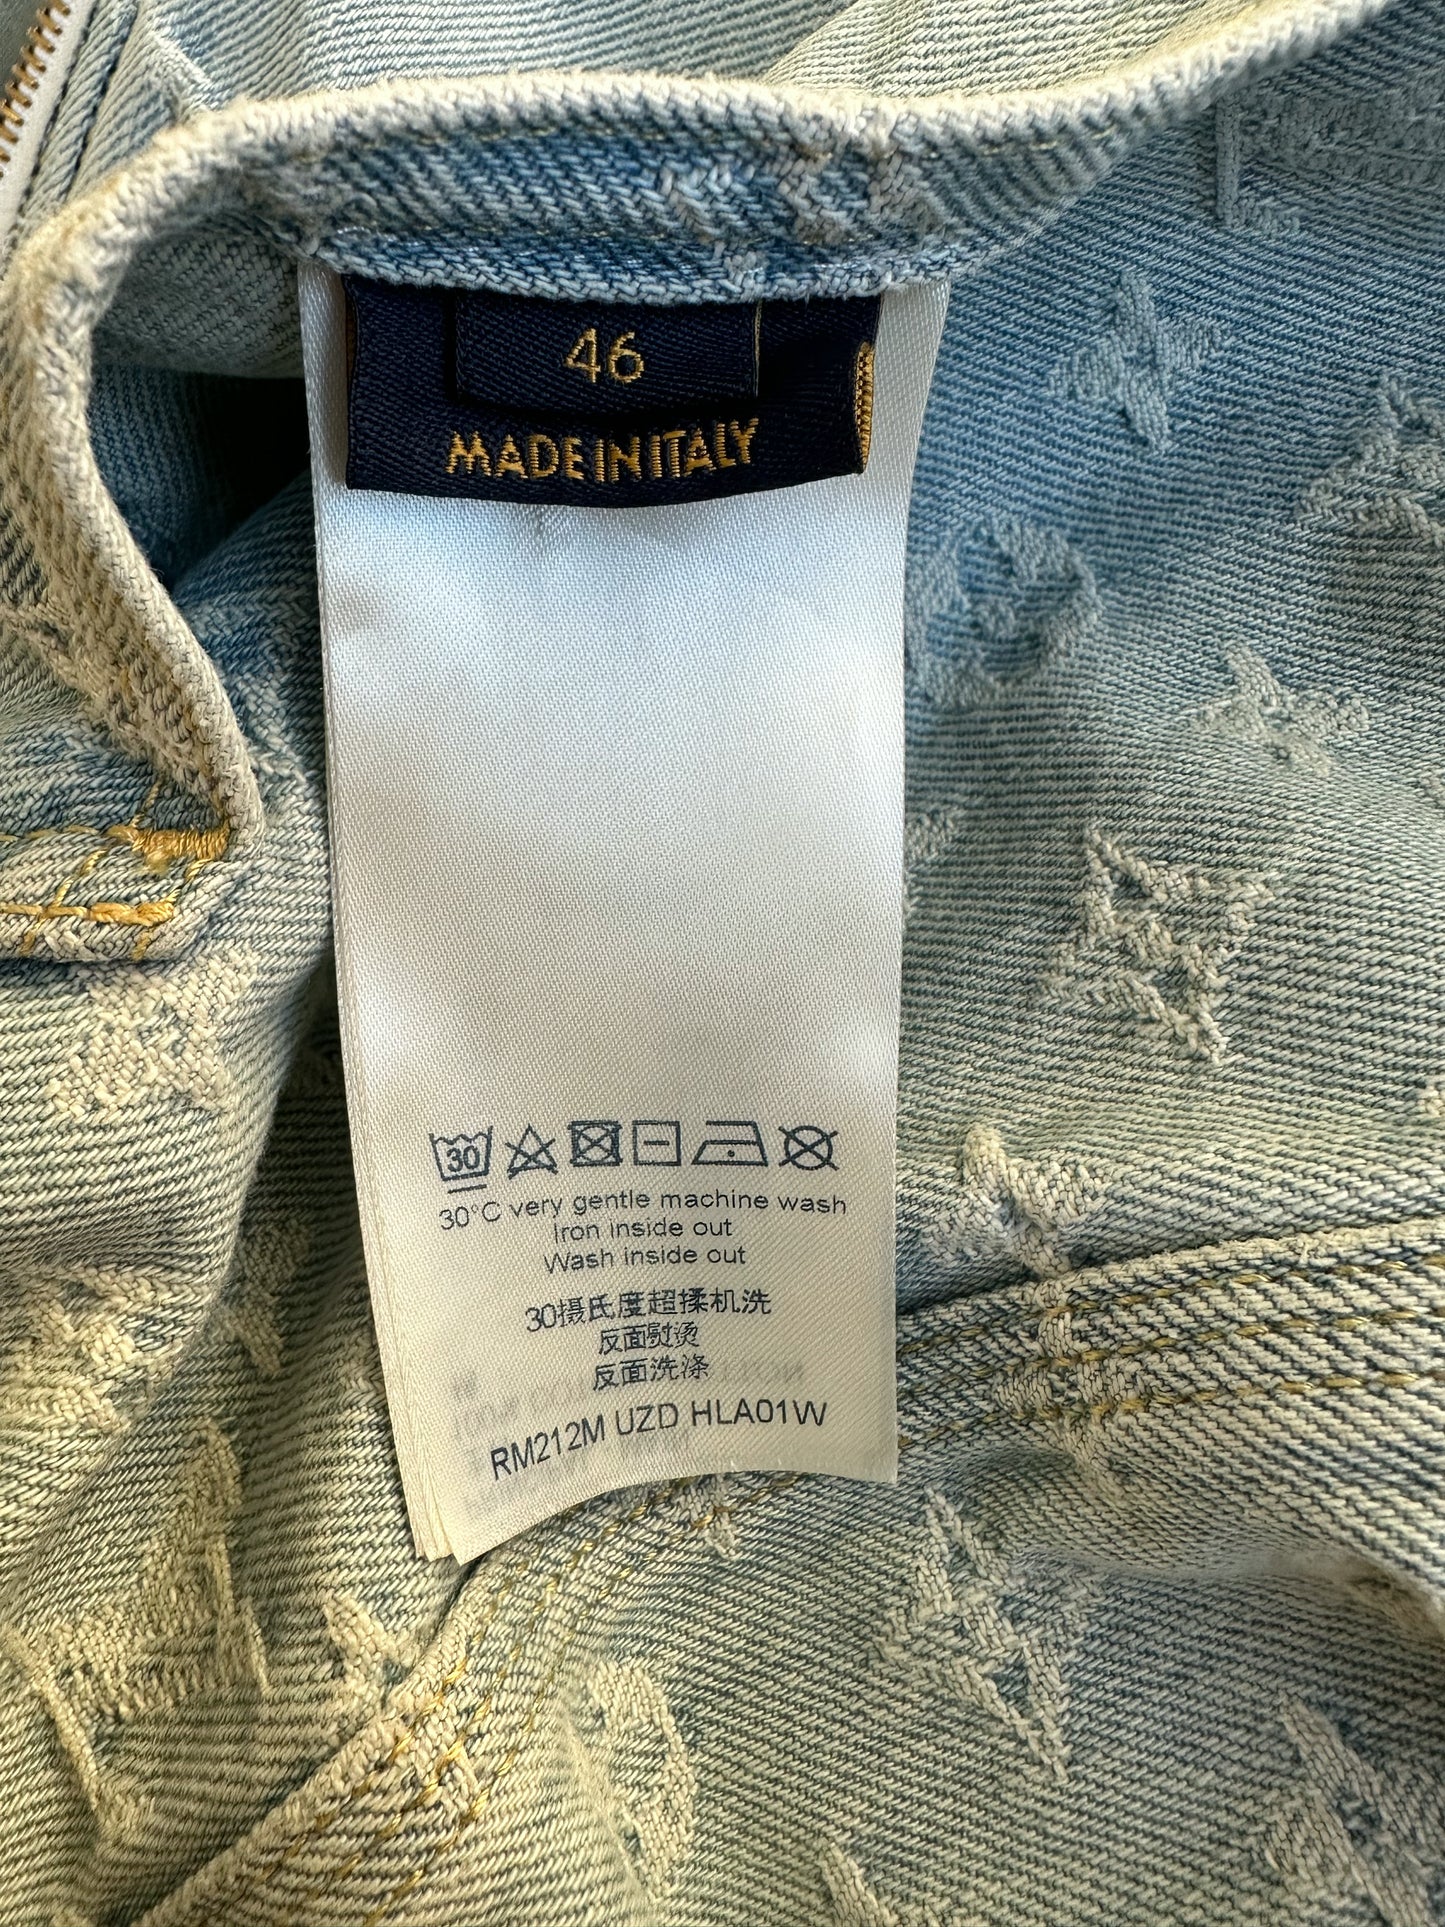 46
MADE IN ITALY
30
30°C very gentle machine wash
Iron inside out
Wash inside out
30摄氏度超揉机洗
反面熨烫
反面洗涤
RM212M UZD HLA01W